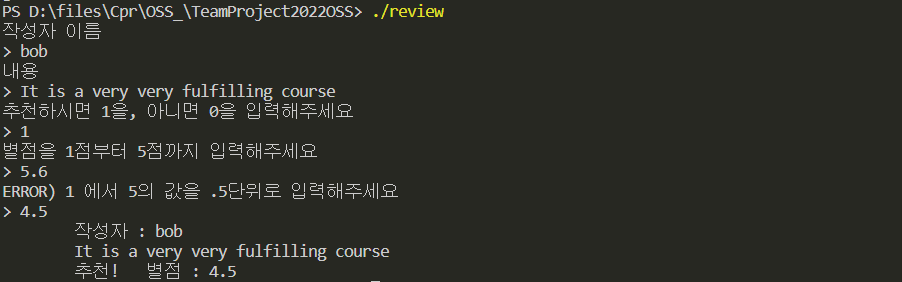 PS D:\files\Cpr\OSS_\TeamProject2022OSS> ./review
작성자 이름
> bob
내용
> It is a very very fulfilling course
추천하시면 1을, 아니면 0을 입력해주세요
> 1
별점을 1점부터 5점까지 입력해주세요
> 5.6
ERROR) 1 에서 5의 값을 .5단위로 입력해주세요
> 4.5
작성자 : bob
It is a very very fulfilling course
추천! 별점 : 4.5